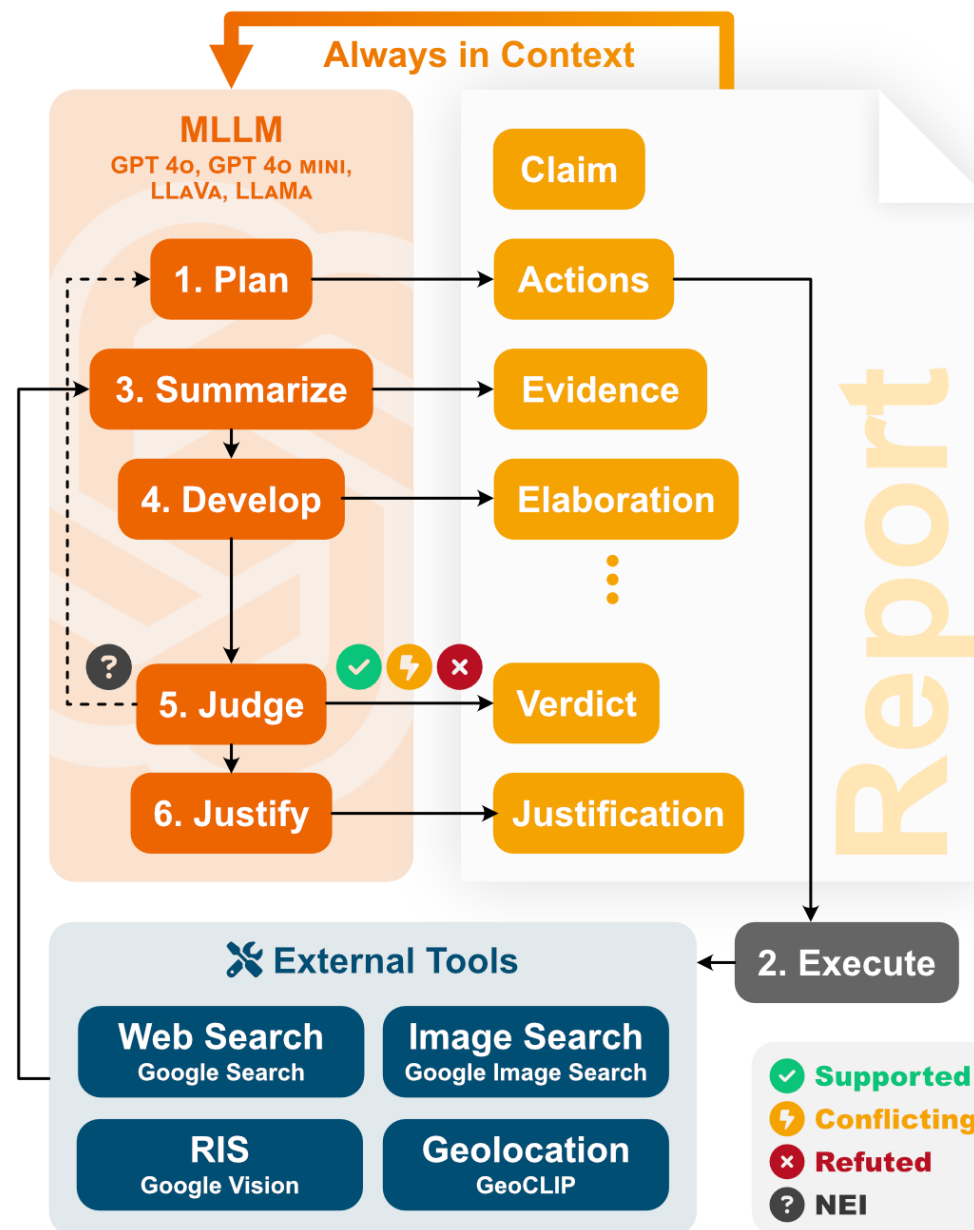 Always in Context
MLLM
GPT 4o, GPT 4o MINI,
LLAVA, LLAMA
Claim
1. Plan
Actions
3. Summarize
Evidence
4. Develop
Elaboration
?
5. Judge
Verdict
6. Justify
Justification
Report
2. Execute
External Tools
Web Search
Google Search
Image Search
Google Image Search
RIS
Google Vision
Geolocation
GeoCLIP
Supported
Conflicting
Refuted
? NEI